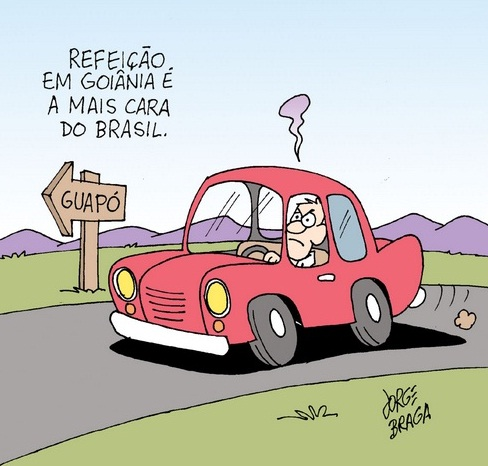 REFEIÇÃO
EM GOIÂNIA É
A MAIS CARA
DO BRASIL.
GUAPÓ
JORGE
BRAGA